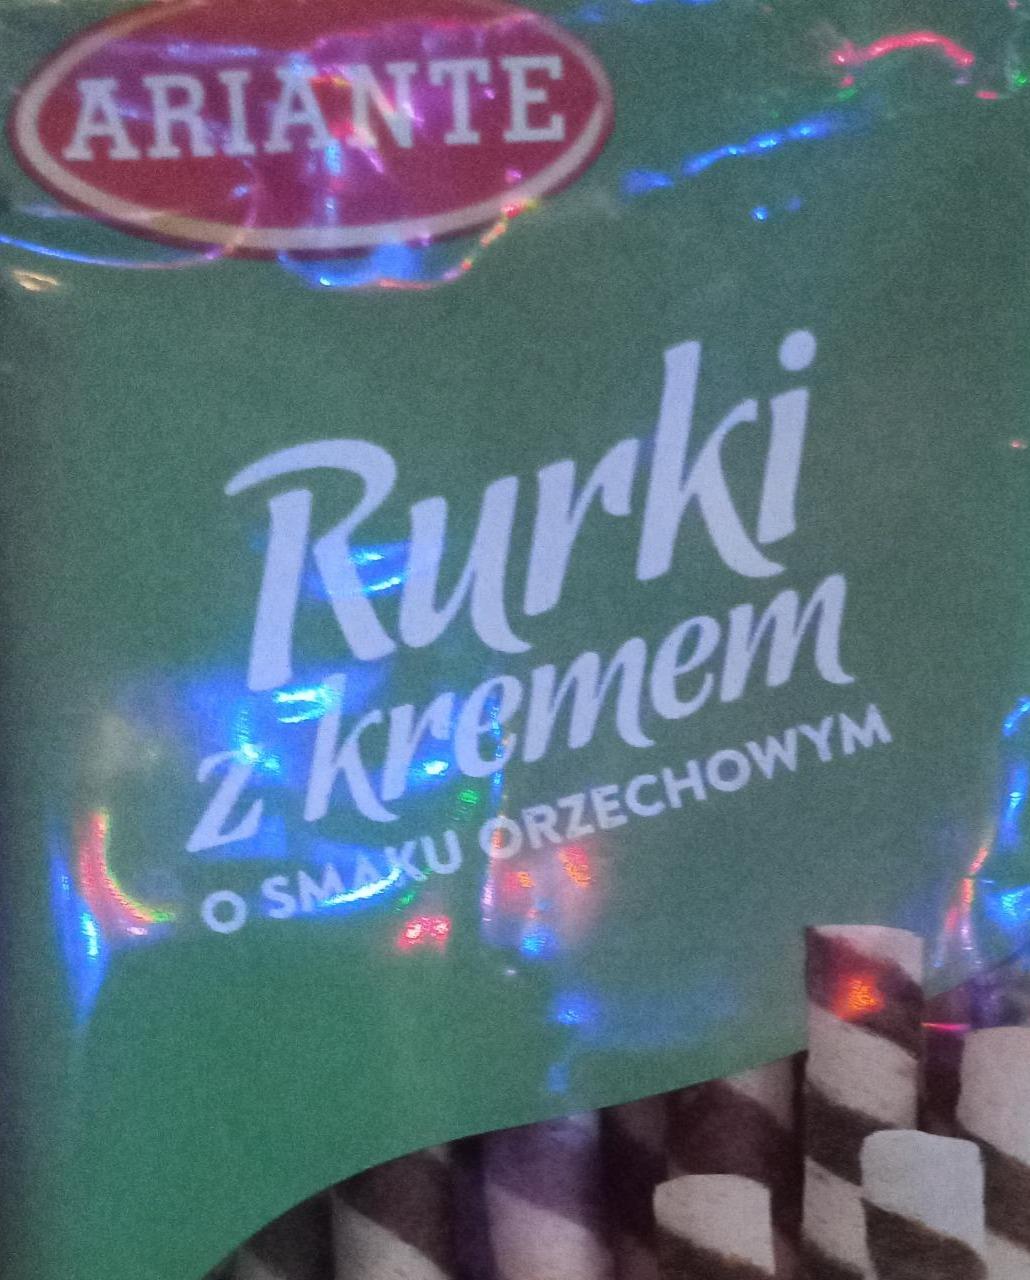 ARIANTE
Rurki
z kremem
O SMAKU ORZECHOWYM